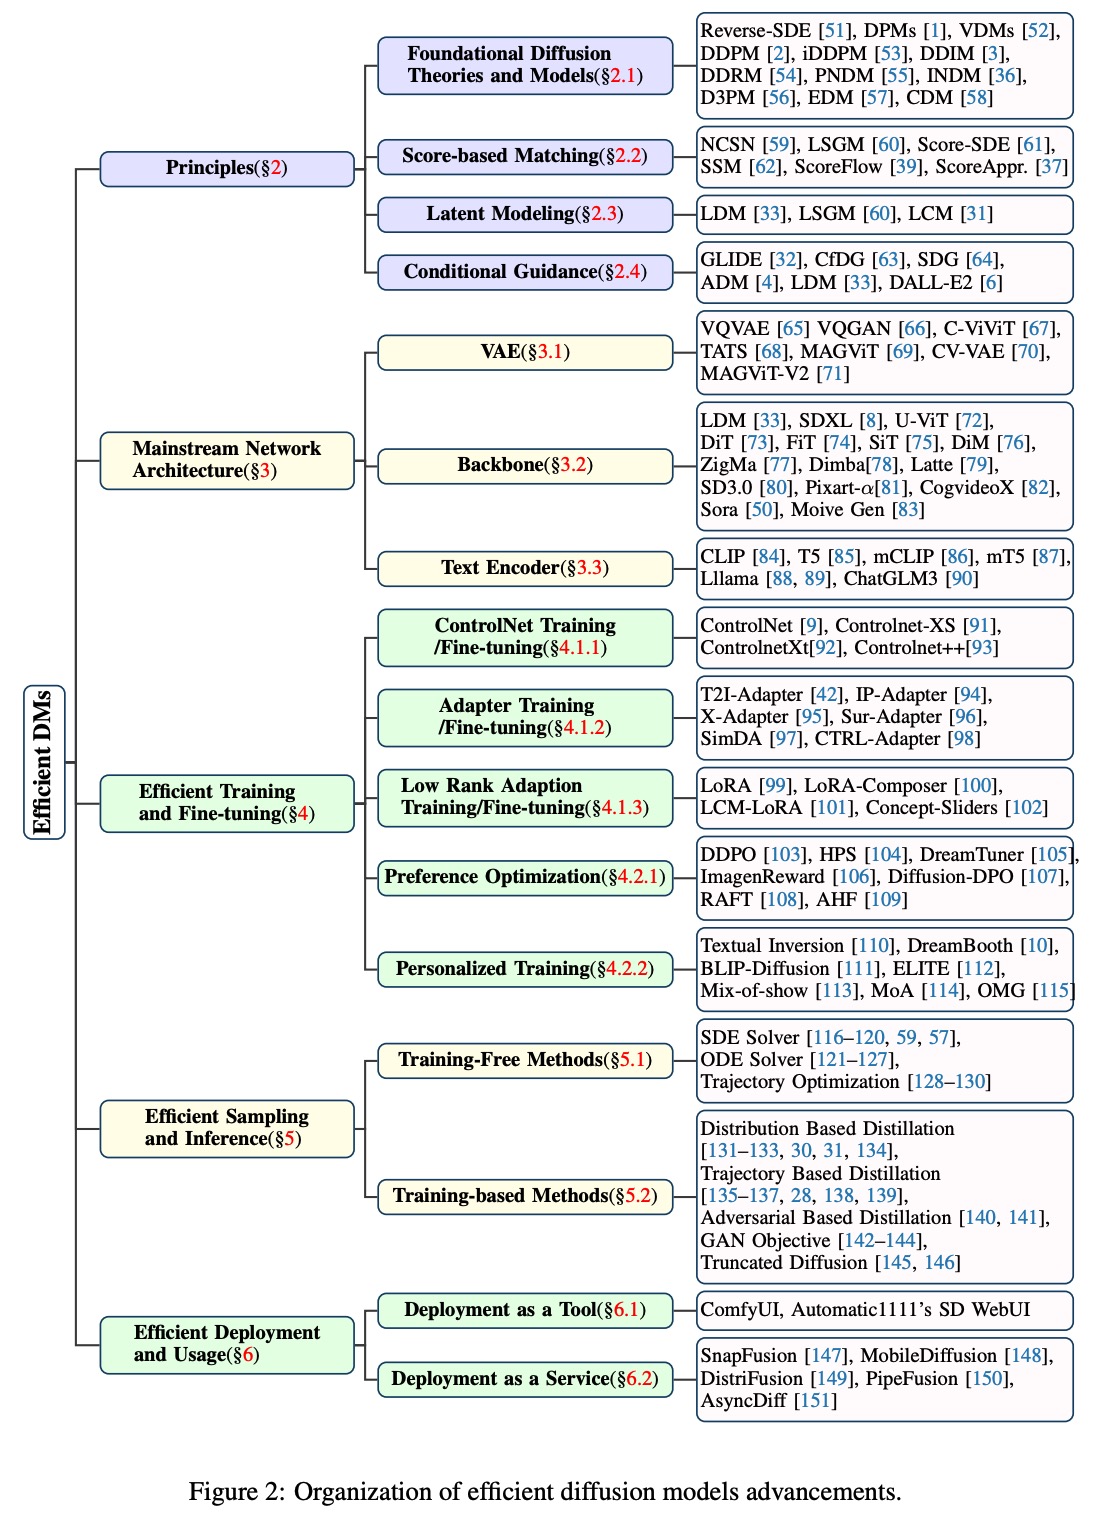 Efficient DMs
Principles(§2)
Foundational Diffusion
Theories and Models(§2.1)
Reverse-SDE [51], DPMs [1], VDMs [52],
DDPM [2], iDDPM [53], DDIM [3],
DDRM [54], PNDM [55], INDM [36],
D3PM [56], EDM [57], CDM [58]
Score-based Matching(§2.2)
NCSN [59], LSGM [60], Score-SDE [61],
SSM [62], ScoreFlow [39], ScoreAppr. [37]
Latent Modeling(§2.3)
LDM [33], LSGM [60], LCM [31]
Conditional Guidance(§2.4)
GLIDE [32], CfDG [63], SDG [64],
ADM [4], LDM [33], DALL-E2 [6]
Mainstream Network
Architecture(§3)
VAE(§3.1)
VQVAE [65] VQGAN [66], C-ViViT [67],
TATS [68], MAGViT [69], CV-VAE [70],
MAGViT-V2 [71]
Backbone(§3.2)
LDM [33], SDXL [8], U-ViT [72],
DiT [73], FiT [74], SiT [75], DiM [76],
ZigMa [77], Dimba[78], Latte [79],
SD3.0 [80], Pixart-α[81], CogvideoX [82],
Sora [50], Moive Gen [83]
Text Encoder(§3.3)
CLIP [84], T5 [85], mCLIP [86], mT5 [87],
Lllama [88, 89], ChatGLM3 [90]
Efficient Training
and Fine-tuning(§4)
ControlNet Training
/Fine-tuning(§4.1.1)
ControlNet [9], Controlnet-XS [91],
ControlnetXt[92], Controlnet++[93]
Adapter Training
/Fine-tuning(§4.1.2)
T2I-Adapter [42], IP-Adapter [94],
X-Adapter [95], Sur-Adapter [96],
SimDA [97], CTRL-Adapter [98]
Low Rank Adaption
Training/Fine-tuning(§4.1.3)
LoRA [99], LoRA-Composer [100],
LCM-LoRA [101], Concept-Sliders [102]
Preference Optimization(§4.2.1)
DDPO [103], HPS [104], DreamTuner [105],
ImagenReward [106], Diffusion-DPO [107],
RAFT [108], AHF [109]
Personalized Training(§4.2.2)
Textual Inversion [110], DreamBooth [10],
BLIP-Diffusion [111], ELITE [112],
Mix-of-show [113], MoA [114], OMG [115]
Efficient Sampling
and Inference(§5)
Training-Free Methods(§5.1)
SDE Solver [116–120, 59, 57],
ODE Solver [121–127],
Trajectory Optimization [128–130]
Training-based Methods(§5.2)
Distribution Based Distillation
[131–133, 30, 31, 134],
Trajectory Based Distillation
[135–137, 28, 138, 139],
Adversarial Based Distillation [140, 141],
GAN Objective [142–144],
Truncated Diffusion [145, 146]
Efficient Deployment
and Usage(§6)
Deployment as a Tool(§6.1)
ComfyUI, Automatic1111's SD WebUI
Deployment as a Service(§6.2)
SnapFusion [147], MobileDiffusion [148],
DistriFusion [149], PipeFusion [150],
AsyncDiff [151]
Figure 2: Organization of efficient diffusion models advancements.